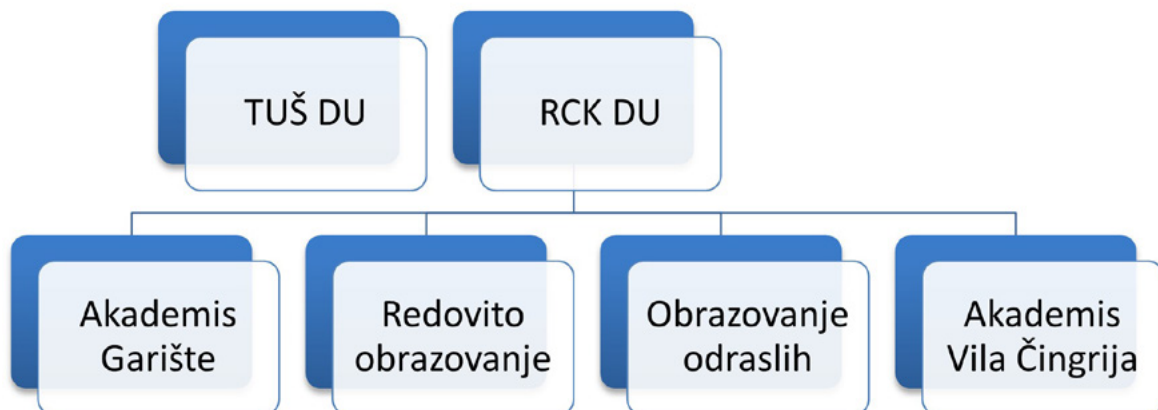 TUŠ DU
RCK DU
Akademis
Garište
Redovito
obrazovanje
Obrazovanje
odraslih
Akademis
Vila Čingrija